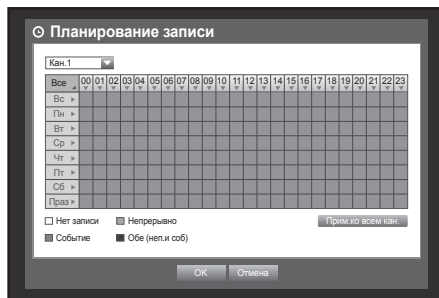 Планирование записи
Кан.1
Все 00 01 02 03 04 05 06 07 08 09 10 11 12 13 14 15 16 17 18 19 20 21 22 23
Вс
Пн
Вт
Ср
Чт
Пт
Сб
Праз
Нет записи Непрерывно Прим.ко всем кан.
Событие Обе (неп.и соб)
OK Отмена